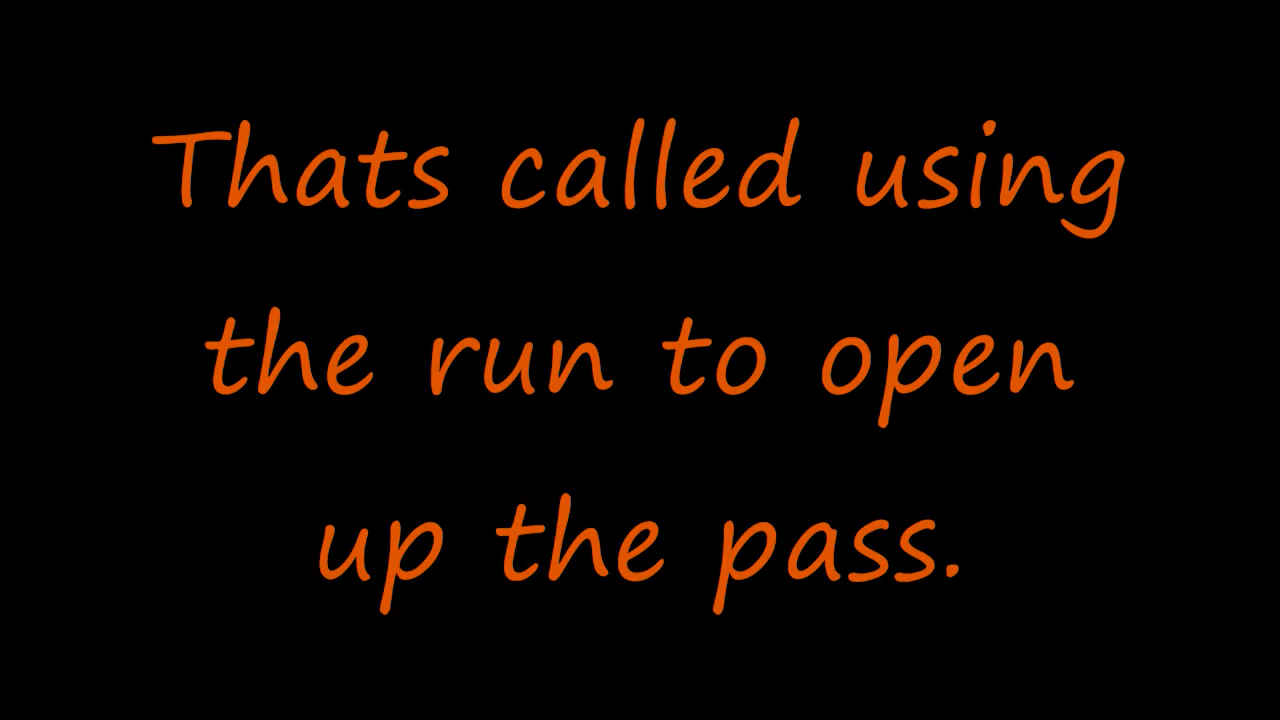 Thats called using
the run to open
up the pass.